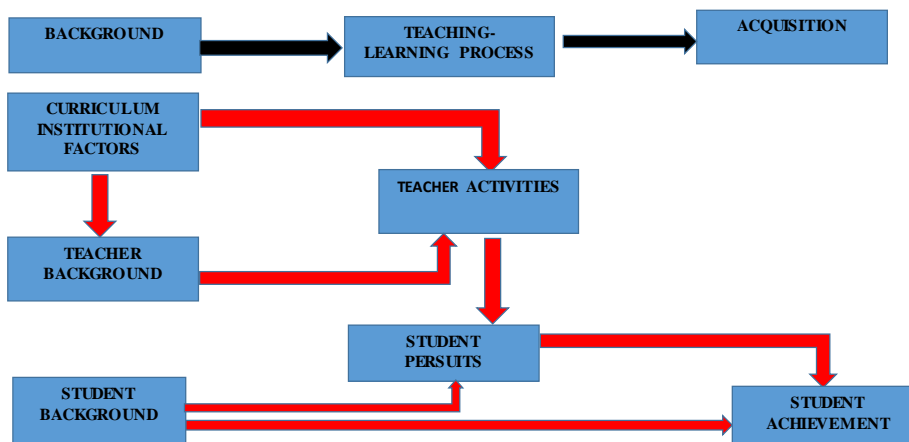 BACKGROUND
TEACHING-
LEARNING PROCESS
ACQUISITION
CURRICULUM
INSTITUTIONAL
FACTORS
TEACHER ACTIVITIES
TEACHER
BACKGROUND
STUDENT
PERSUITS
STUDENT
BACKGROUND
STUDENT
ACHIEVEMENT